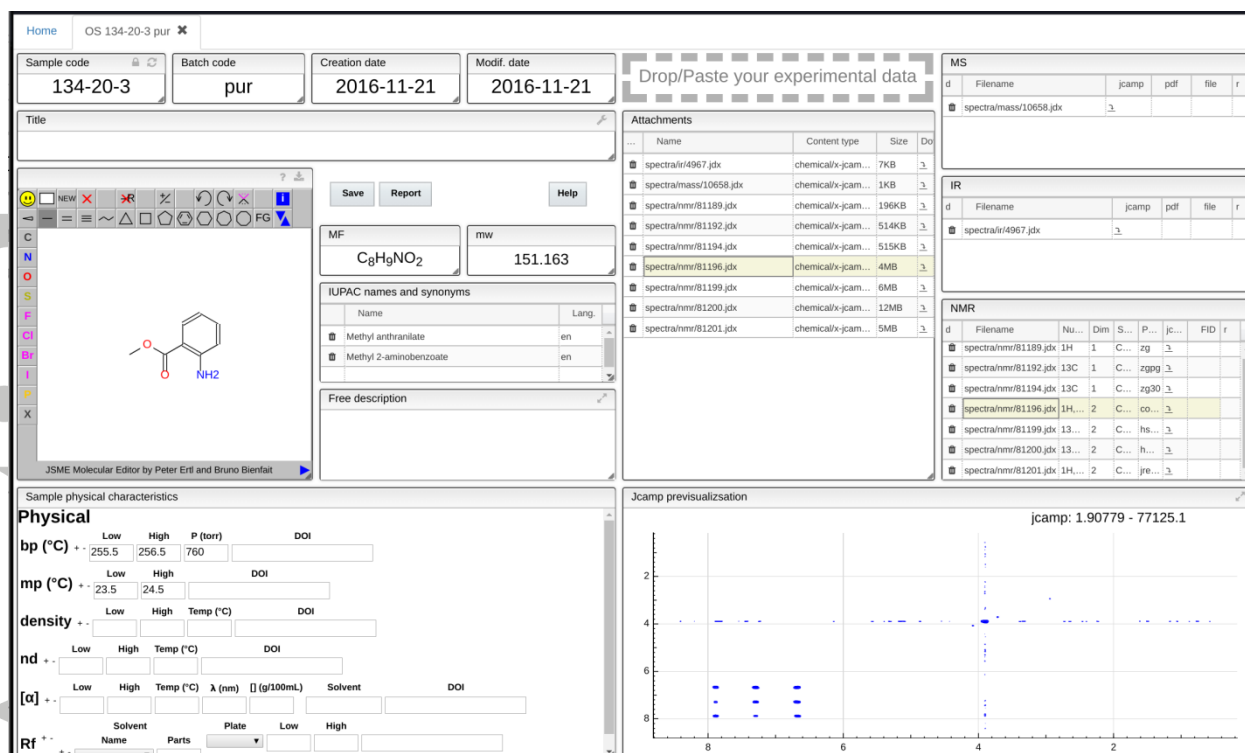 Home OS 134-20-3 pur ✖
Sample code
134-20-3
Batch code
pur
Creation date
2016-11-21
Modif. date
2016-11-21
Title
? 
NEW
FG
C
N
O
S
F
Cl
Br
I
X
O
O
NH2
JSME Molecular Editor by Peter Ertl and Bruno Bienfait
Save Report Help
MF
C₈H₉NO₂
mw
151.163
IUPAC names and synonyms
Name Lang.
Methyl anthranilate en
Methyl 2-aminobenzoate en
Free description
Drop/Paste your experimental data
Attachments
... Name Content type Size Do
spectra/ir/4967.jdx chemical/x-jcam... 7KB
spectra/mass/10658.jdx chemical/x-jcam... 1KB
spectra/nmr/81189.jdx chemical/x-jcam... 196KB
spectra/nmr/81192.jdx chemical/x-jcam... 514KB
spectra/nmr/81194.jdx chemical/x-jcam... 515KB
spectra/nmr/81196.jdx chemical/x-jcam... 4MB
spectra/nmr/81199.jdx chemical/x-jcam... 6MB
spectra/nmr/81200.jdx chemical/x-jcam... 12MB
spectra/nmr/81201.jdx chemical/x-jcam... 5MB
MS
d Filename jcamp pdf file r
spectra/mass/10658.jdx
IR
d Filename jcamp pdf file r
spectra/ir/4967.jdx
NMR
d Filename Nu... Dim S... P... jc... FID r
spectra/nmr/81189.jdx 1H 1 C... zg
spectra/nmr/81192.jdx 13C 1 C... zgpg
spectra/nmr/81194.jdx 13C 1 C... zg30
spectra/nmr/81196.jdx 1H,... 2 C... co...
spectra/nmr/81199.jdx 13... 2 C... hs...
spectra/nmr/81200.jdx 13... 2 C... h...
spectra/nmr/81201.jdx 1H,... 2 C... jre...
Sample physical characteristics
Physical
Low High P (torr) DOI
bp (°C) + - 255.5 256.5 760
Low High DOI
mp (°C) + - 23.5 24.5
Low High Temp (°C) DOI
density + -
Low High Temp (°C) DOI
nd + -
Low High Temp (°C) λ (nm) [] (g/100mL) Solvent DOI
[α] + -
Solvent Plate Low High
Rf + - Name Parts
Jcamp previsualizsation
jcamp: 1.90779 - 77125.1
2
4
6
8
8 6 4 2